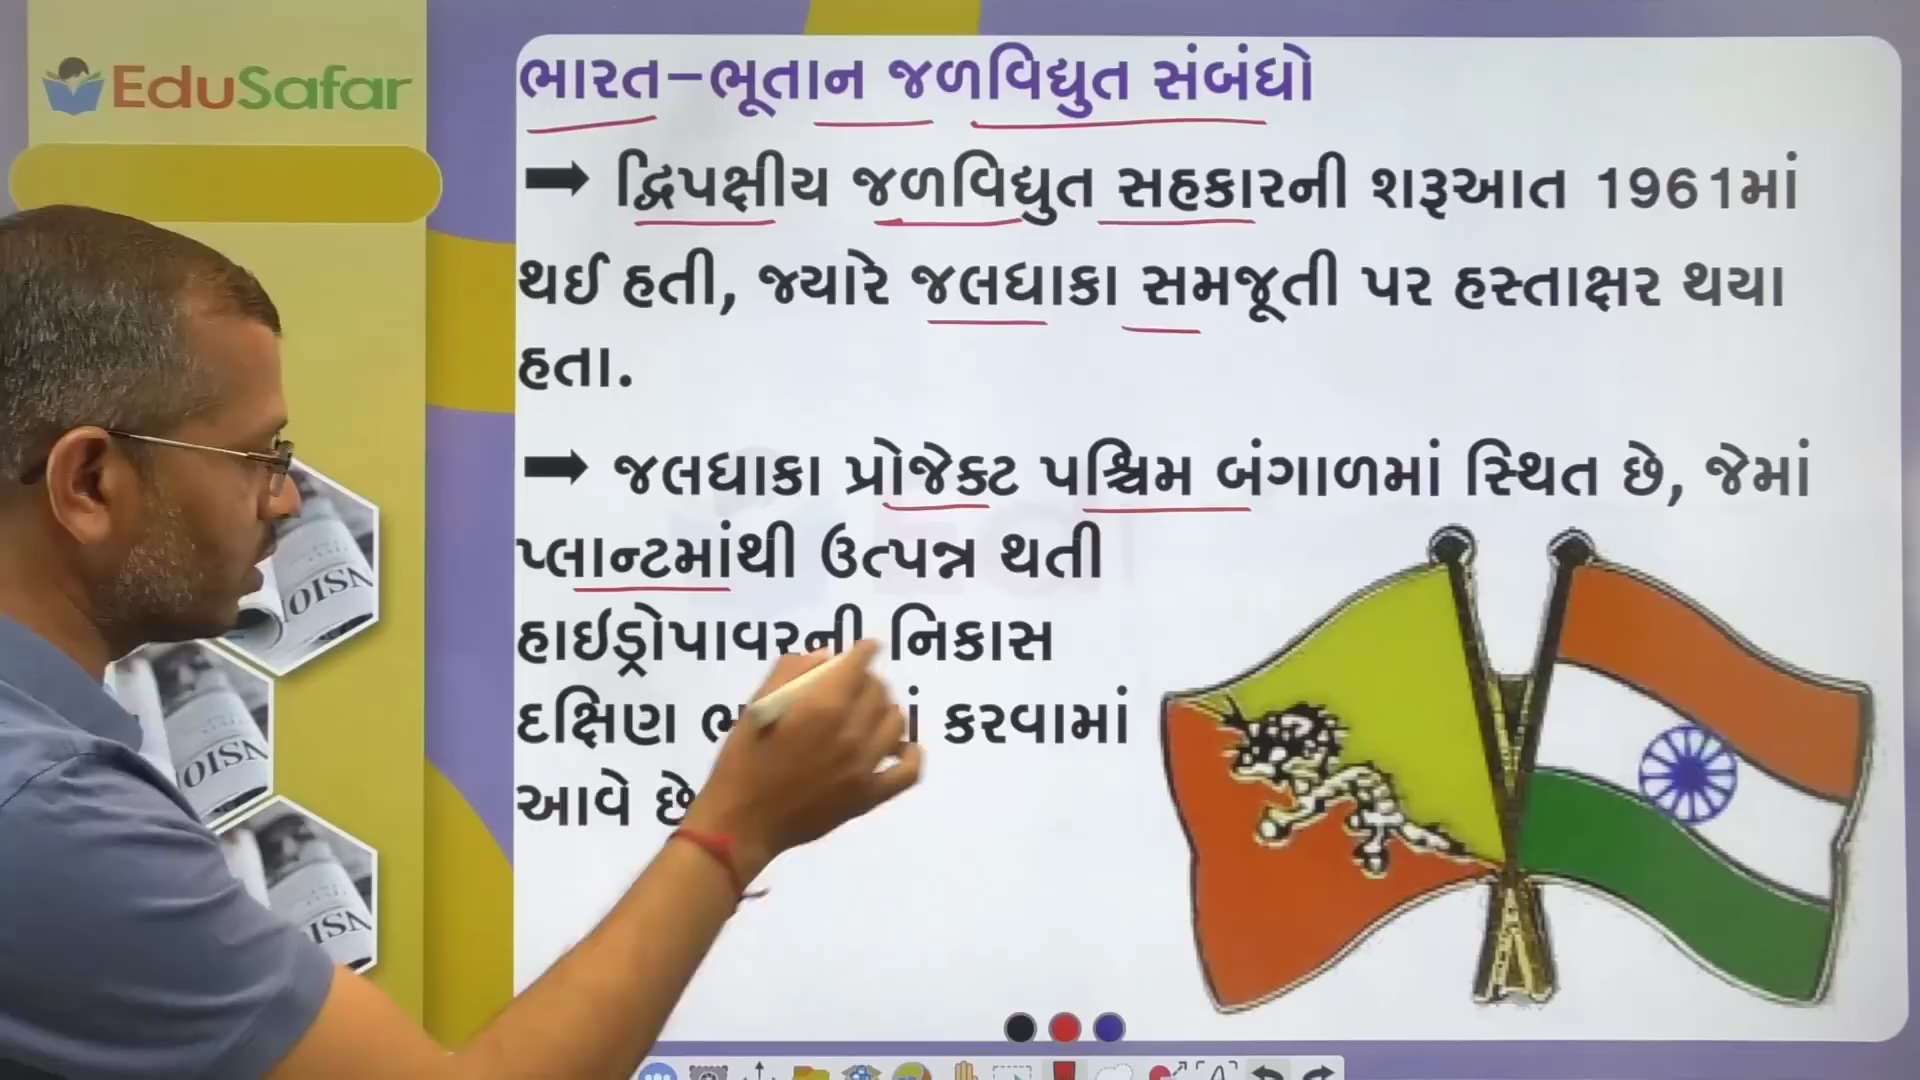 EduSafar
ભારત–ભૂતાન જળવિદ્યુત સંબંધો
➡ દ્વિપક્ષીય જળવિદ્યુત સહકારની શરૂઆત 1961માં
થઈ હતી, જ્યારે જલધાકા સમજૂતી પર હસ્તાક્ષર થયા
હતા.
➡ જલધાકા પ્રોજેક્ટ પશ્ચિમ બંગાળમાં સ્થિત છે, જેમાં
પ્લાન્ટમાંથી ઉત્પન્ન થતી
હાઇડ્રોપાવરની નિકાસ
દક્ષિણ કરવામાં
આવે છે